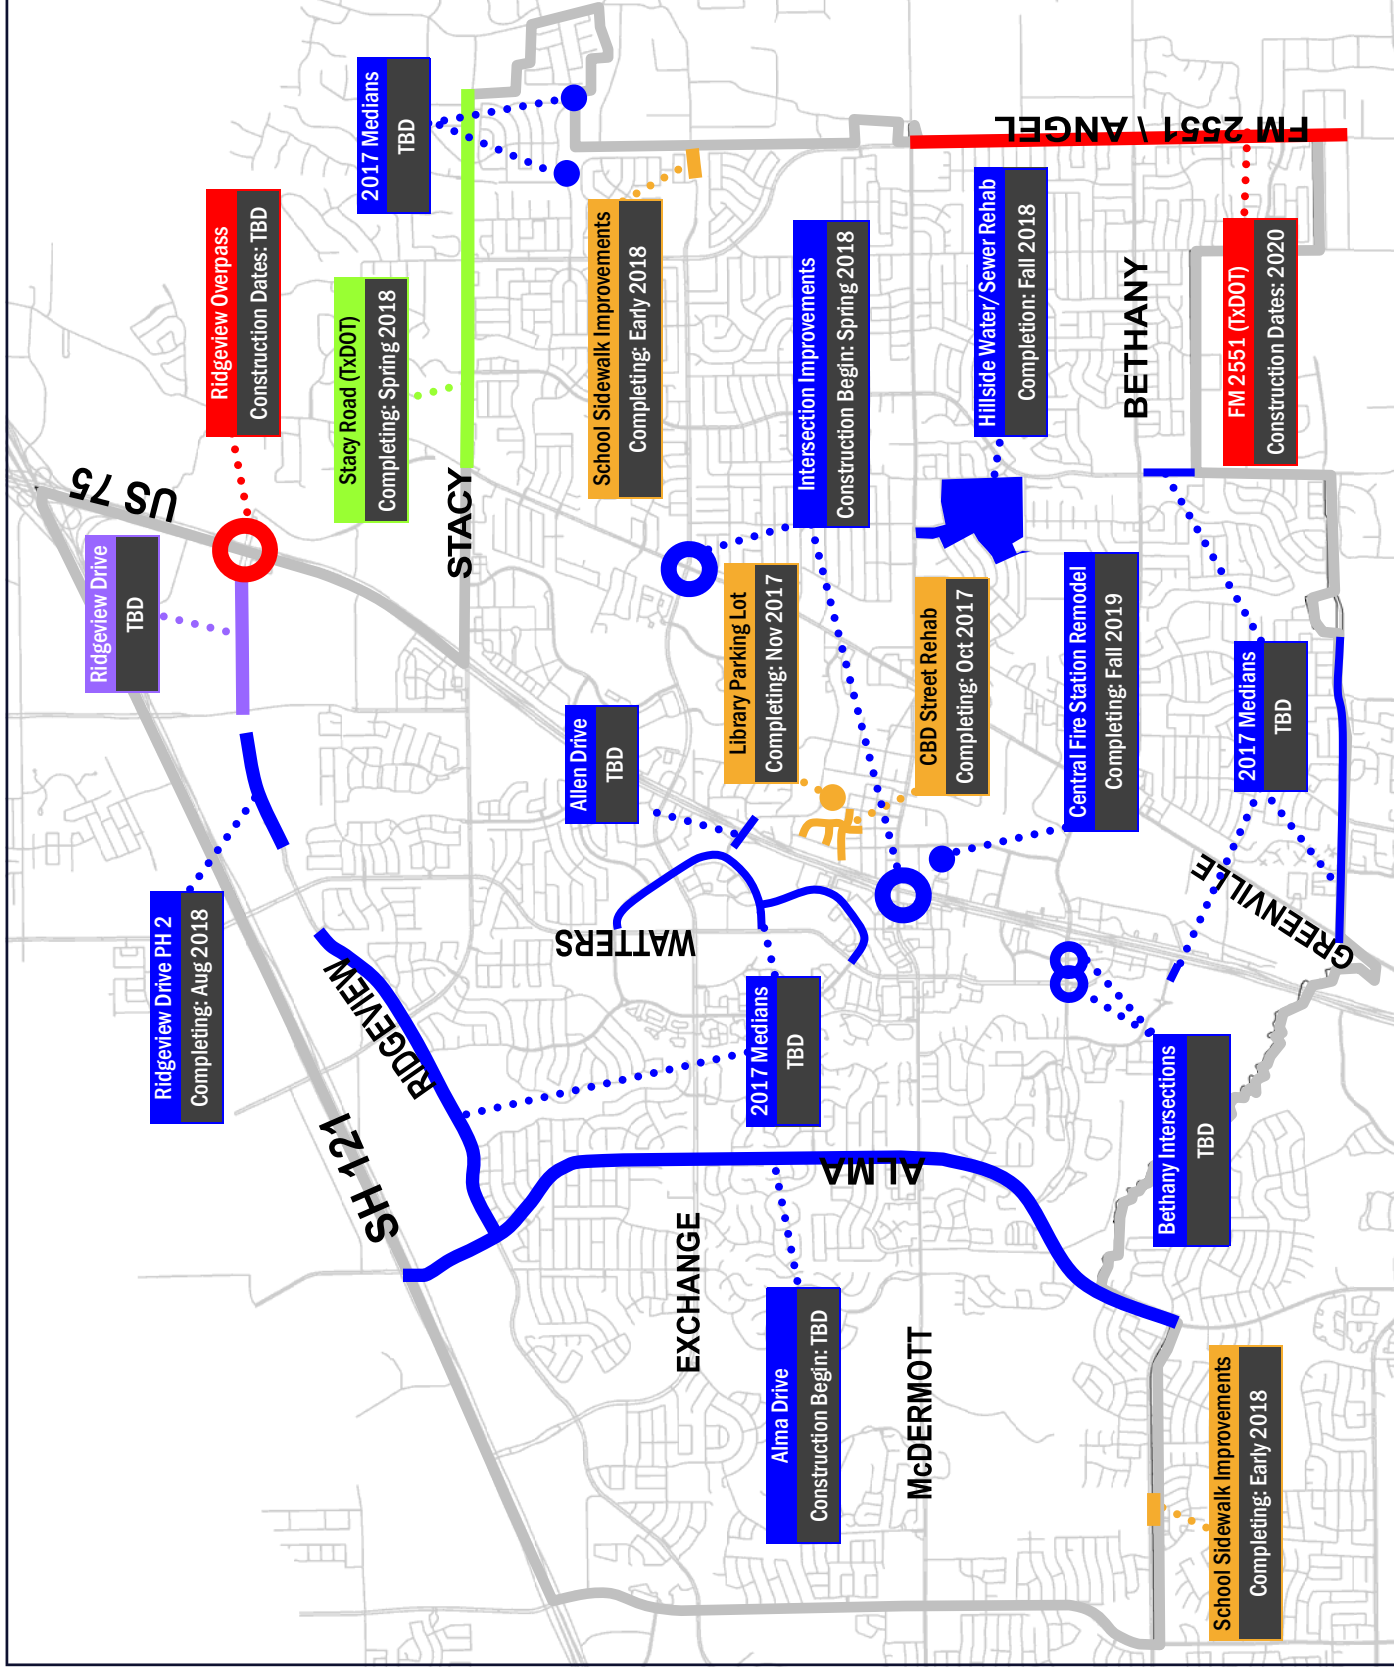 US 75
Ridgeview Drive
TBD
Ridgeview Overpass
Construction Dates: TBD
2017 Medians
TBD
Stacy Road (TxDOT)
Completing: Spring 2018
STACY
School Sidewalk Improvements
Completing: Early 2018
Ridgeview Drive PH 2
Completing: Aug 2018
RIDGEVIEW
SH 121
Allen Drive
TBD
WATTERS
Library Parking Lot
Completing: Nov 2017
Intersection Improvements
Construction Begin: Spring 2018
FM 2551 \ ANGEL
Hillside Water/Sewer Rehab
Completion: Fall 2018
CBD Street Rehab
Completing: Oct 2017
BETHANY
FM 2551 (TxDOT)
Construction Dates: 2020
Central Fire Station Remodel
Completing: Fall 2019
2017 Medians
TBD
GREENVILLE
2017 Medians
TBD
ALMA
EXCHANGE
Alma Drive
Construction Begin: TBD
McDERMOTT
Bethany Intersections
TBD
School Sidewalk Improvements
Completing: Early 2018